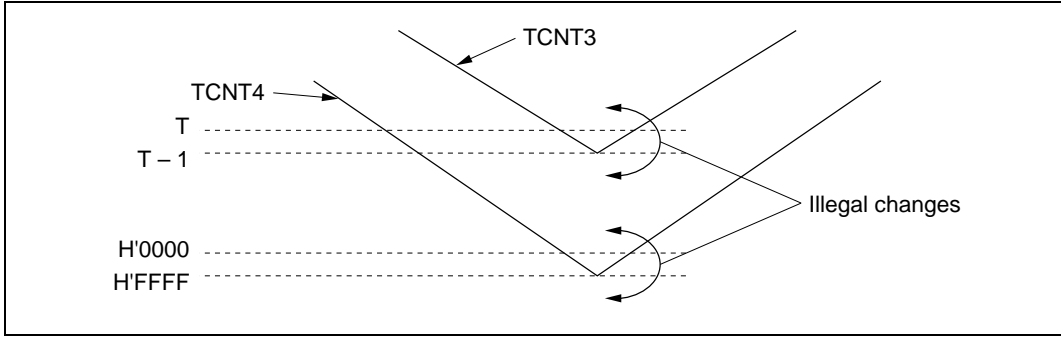 TCNT3
TCNT4
T
T – 1
Illegal changes
H'0000
H'FFFF